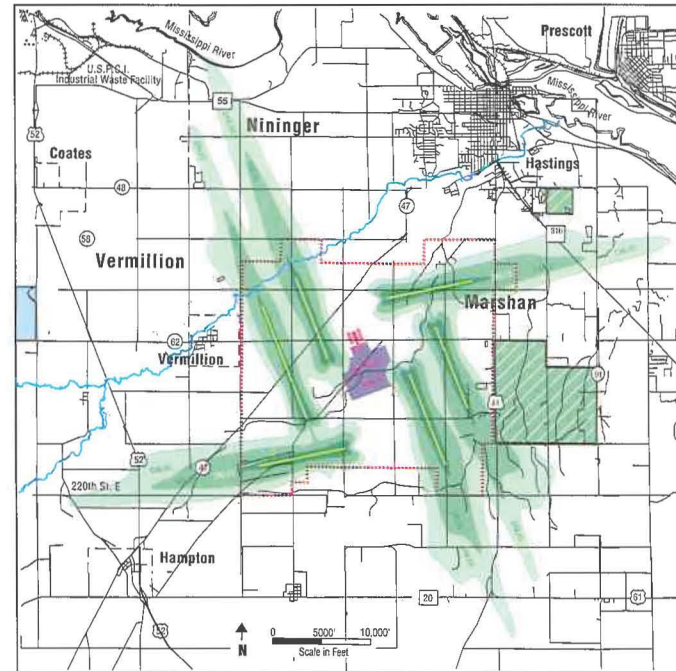 Mississippi River
Prescott
U.S.P.C.I.
Industrial Waste Facility
55
Mississippi River
Nininger
52
Coates
Hastings
48
47
316
58
Vermillion
Marshan
62
Vermillion
91
52
47
220th St. E
Hampton
20
61
52
N
0 5000' 10,000'
Scale in Feet